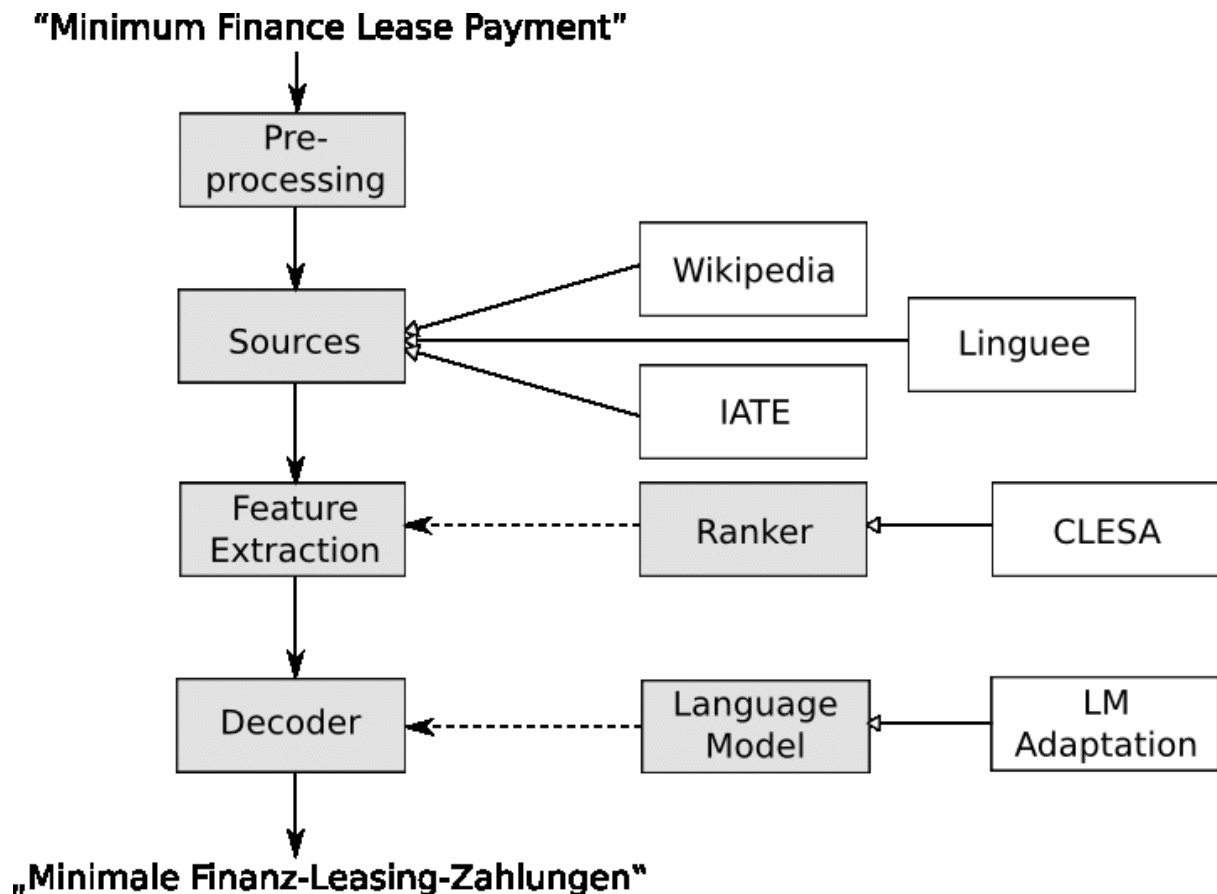 “Minimum Finance Lease Payment”
Pre-
processing
Wikipedia
Sources
Linguee
IATE
Feature
Extraction
Ranker
CLESA
Decoder
Language
Model
LM
Adaptation
„Minimale Finanz-Leasing-Zahlungen“